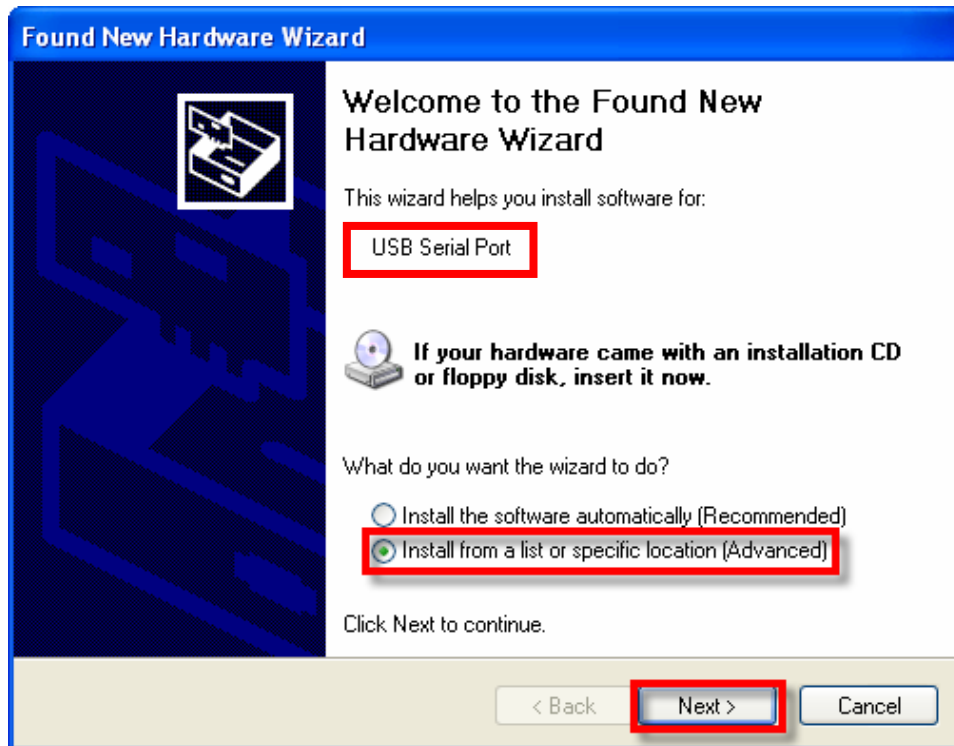 Found New Hardware Wizard
Welcome to the Found New
Hardware Wizard
This wizard helps you install software for:
USB Serial Port
If your hardware came with an installation CD
or floppy disk, insert it now.
What do you want the wizard to do?
Install the software automatically (Recommended)
Install from a list or specific location (Advanced)
Click Next to continue.
< Back Next > Cancel